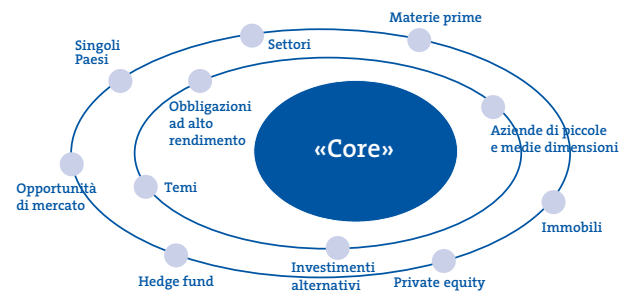 Materie prime
Singoli
Paesi
Settori
Obbligazioni
ad alto
rendimento
«Core»
Aziende di piccole
e medie dimensioni
Opportunità
di mercato
Temi
Immobili
Investimenti
alternativi
Hedge fund
Private equity